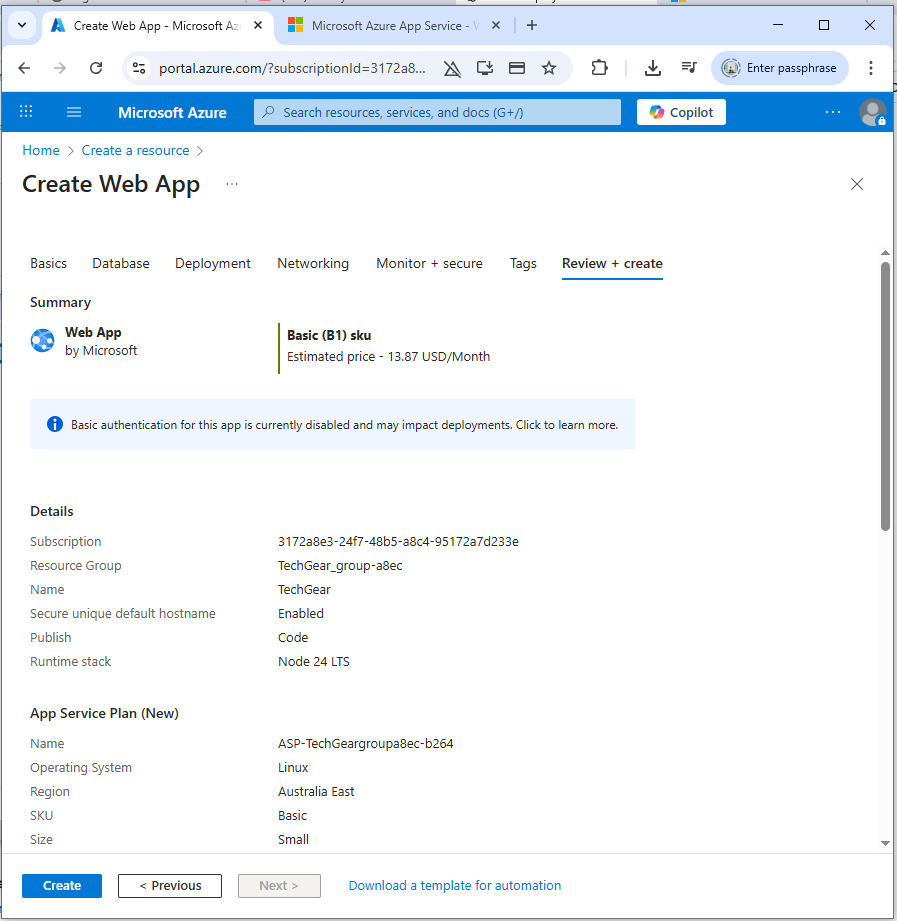 Create Web App - Microsoft Az
Microsoft Azure App Service -
portal.azure.com/?subscriptionId=3172a8...
Enter passphrase
Microsoft Azure
Search resources, services, and docs (G+/)
Copilot
...
Home > Create a resource >
Create Web App ...
Basics Database Deployment Networking Monitor + secure Tags Review + create
Summary
Web App
by Microsoft
Basic (B1) sku
Estimated price - 13.87 USD/Month
Basic authentication for this app is currently disabled and may impact deployments. Click to learn more.
Details
Subscription 3172a8e3-24f7-48b5-a8c4-95172a7d233e
Resource Group TechGear_group-a8ec
Name TechGear
Secure unique default hostname Enabled
Publish Code
Runtime stack Node 24 LTS
App Service Plan (New)
Name ASP-TechGeargroupa8ec-b264
Operating System Linux
Region Australia East
SKU Basic
Size Small
Create < Previous Next > Download a template for automation